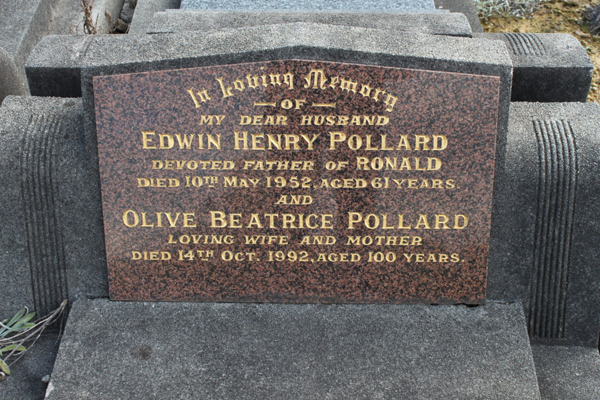 In Loving Memory
— OF —
MY DEAR HUSBAND
EDWIN HENRY POLLARD
DEVOTED FATHER OF RONALD
DIED 10TH MAY 1952, AGED 61 YEARS
AND
OLIVE BEATRICE POLLARD
LOVING WIFE AND MOTHER
DIED 14TH OCT. 1992, AGED 100 YEARS.